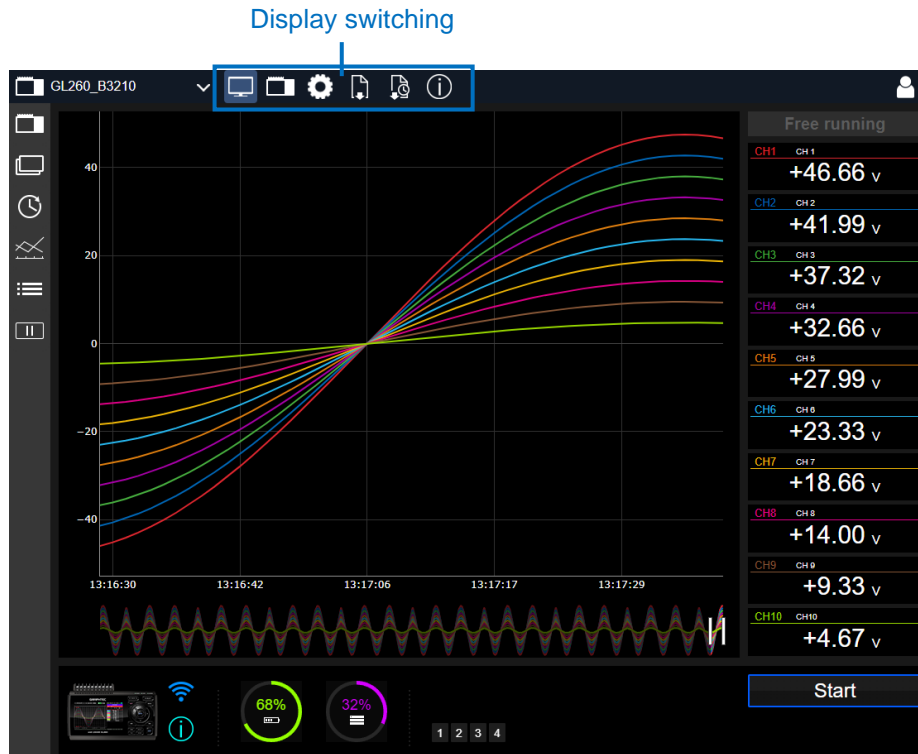 Display switching
GL260_B3210
Free running
CH1 CH 1
+46.66 V
CH2 CH 2
+41.99 V
CH3 CH 3
+37.32 V
CH4 CH 4
+32.66 V
CH5 CH 5
+27.99 V
CH6 CH 6
+23.33 V
CH7 CH 7
+18.66 V
CH8 CH 8
+14.00 V
CH9 CH 9
+9.33 V
CH10 CH10
+4.67 V
40
20
0
−20
−40
13:16:30 13:16:42 13:17:06 13:17:17 13:17:29
68%
32%
1 2 3 4
Start